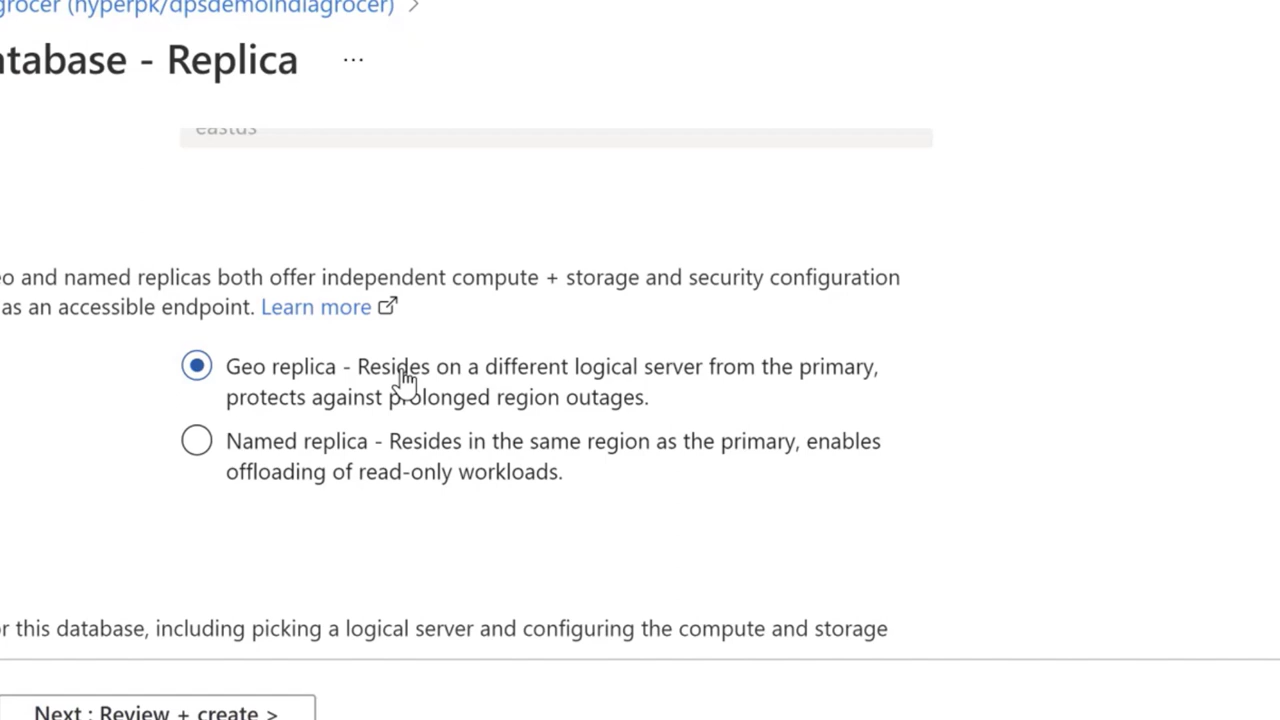 grocer (hyperpk/dpsdemoindiagrocer) >
atabase - Replica ...
eastus
eo and named replicas both offer independent compute + storage and security configuration
as an accessible endpoint. Learn more
Geo replica - Resides on a different logical server from the primary,
protects against prolonged region outages.
Named replica - Resides in the same region as the primary, enables
offloading of read-only workloads.
r this database, including picking a logical server and configuring the compute and storage
Next : Review + create >